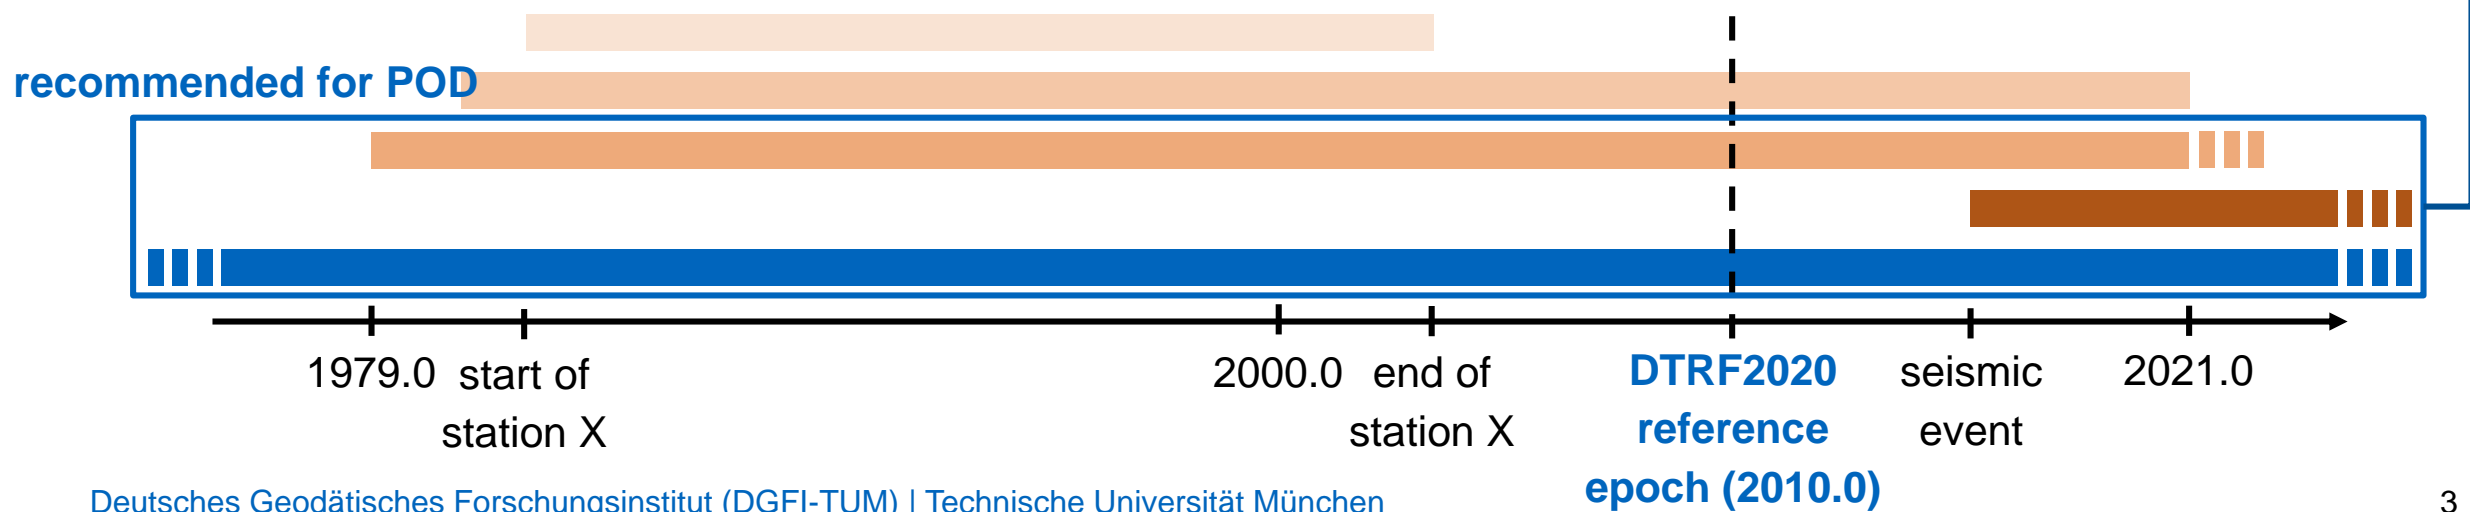 recommended for POD
1979.0 start of station X
2000.0 end of station X
DTRF2020 reference epoch (2010.0)
seismic event
2021.0
Deutsches Geodätisches Forschungsinstitut (DGFI-TUM) | Technische Universität München
3